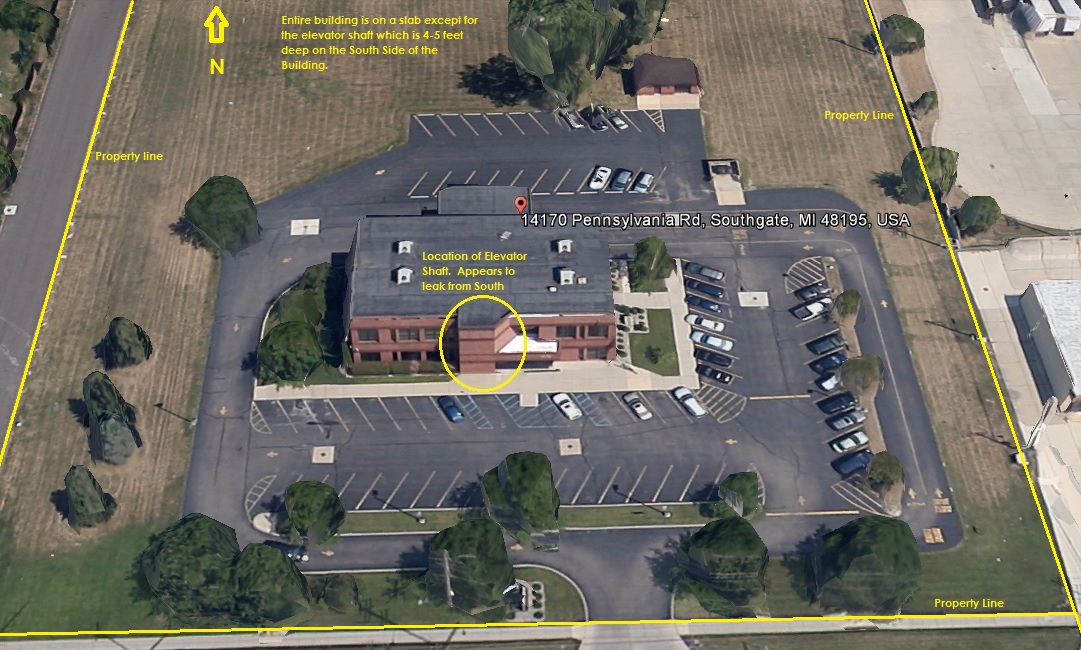 Entire building is on a slab except for
the elevator shaft which is 4-5 feet
deep on the South Side of the
Building.
N
Property Line
Property line
14170 Pennsylvania Rd, Southgate, MI 48195, USA
Location of Elevator
Shaft. Appears to
leak from South
Property Line